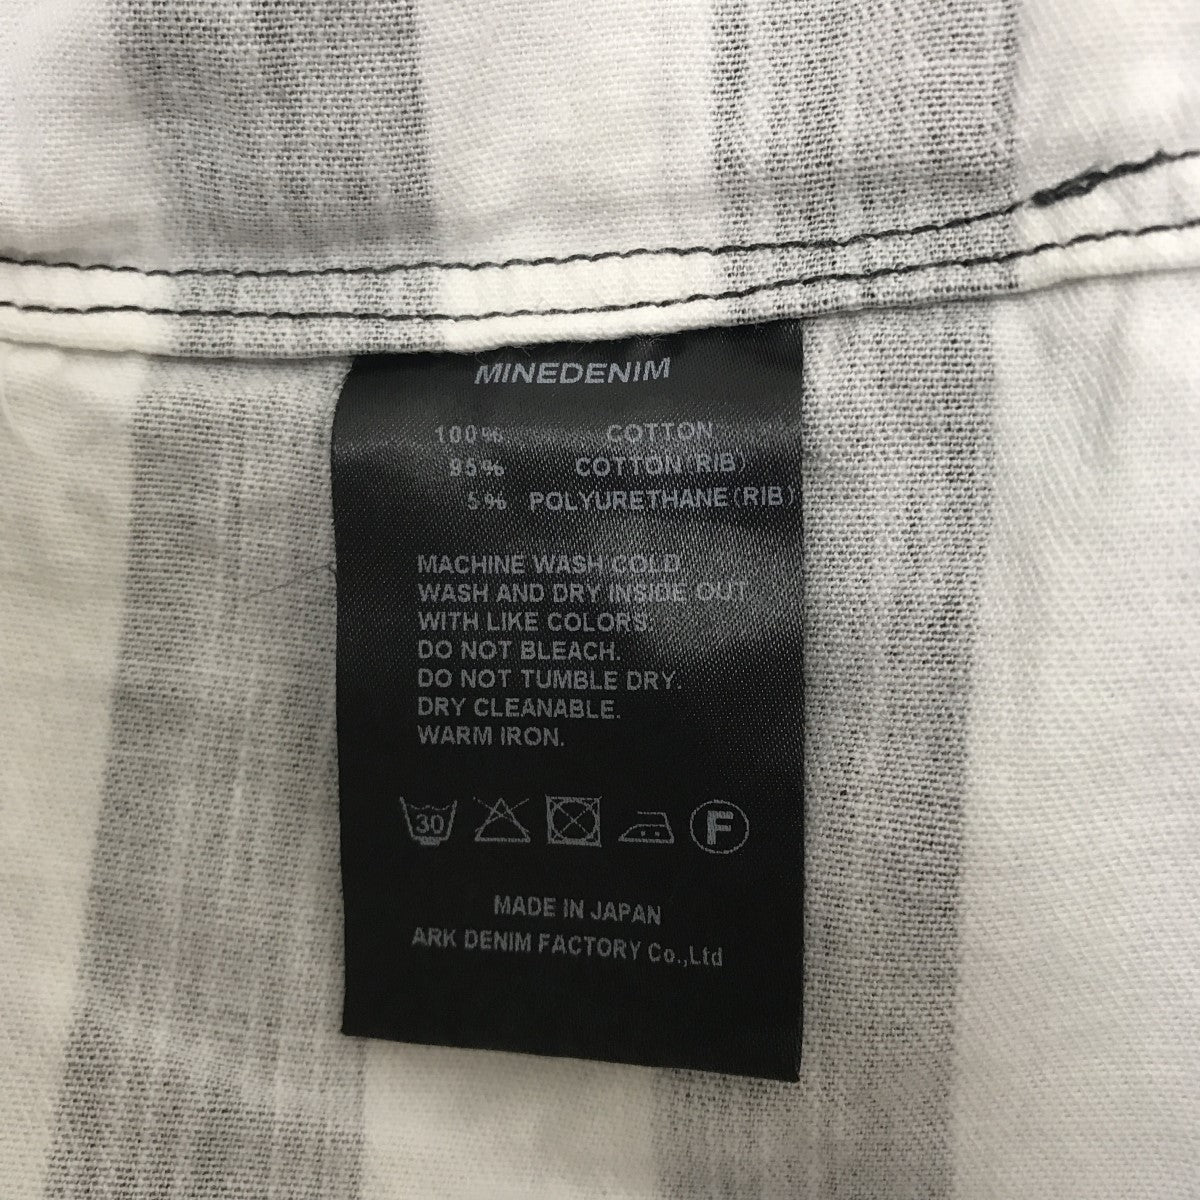 MINEDENIM
100% COTTON
95% COTTON(RIB)
5% POLYURETHANE(RIB)
MACHINE WASH COLD
WASH AND DRY INSIDE OUT
WITH LIKE COLORS.
DO NOT BLEACH.
DO NOT TUMBLE DRY.
DRY CLEANABLE.
WARM IRON.
30 F
MADE IN JAPAN
ARK DENIM FACTORY Co.,Ltd